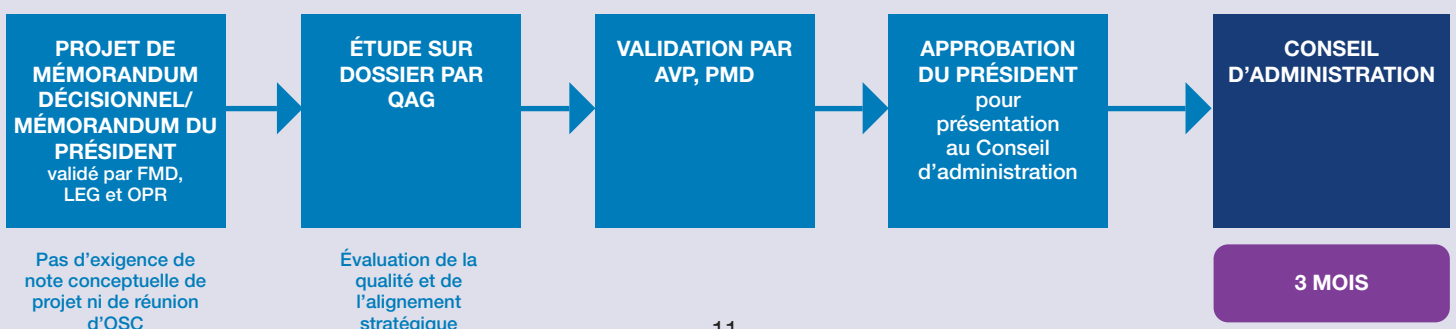 PROJET DE
MÉMORANDUM
DÉCISIONNEL/
MÉMORANDUM DU
PRÉSIDENT
validé par FMD,
LEG et OPR
Pas d’exigence de
note conceptuelle de
projet ni de réunion
d’OSC
ÉTUDE SUR
DOSSIER PAR
QAG
Évaluation de la
qualité et de
l’alignement
stratégique
VALIDATION PAR
AVP, PMD
APPROBATION
DU PRÉSIDENT
pour
présentation
au Conseil
d’administration
CONSEIL
D’ADMINISTRATION
3 MOIS
11